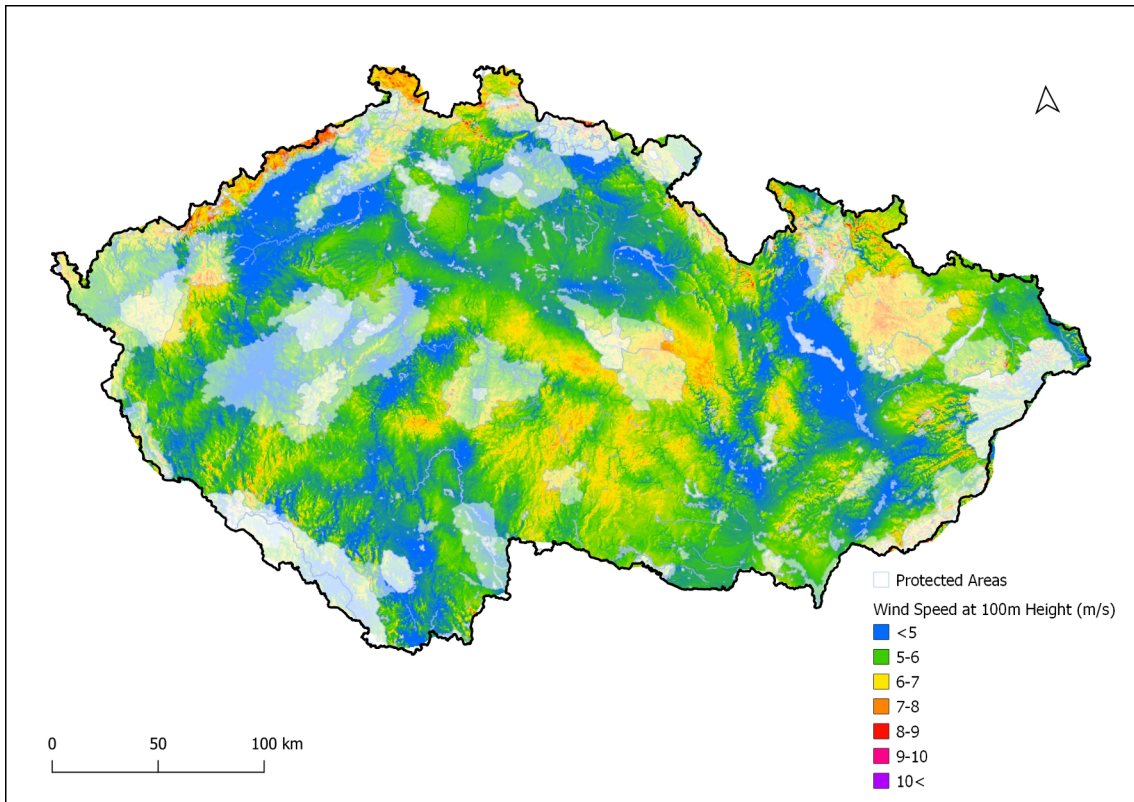 Protected Areas
Wind Speed at 100m Height (m/s)
<5
5-6
6-7
7-8
8-9
9-10
10<
0 50 100 km